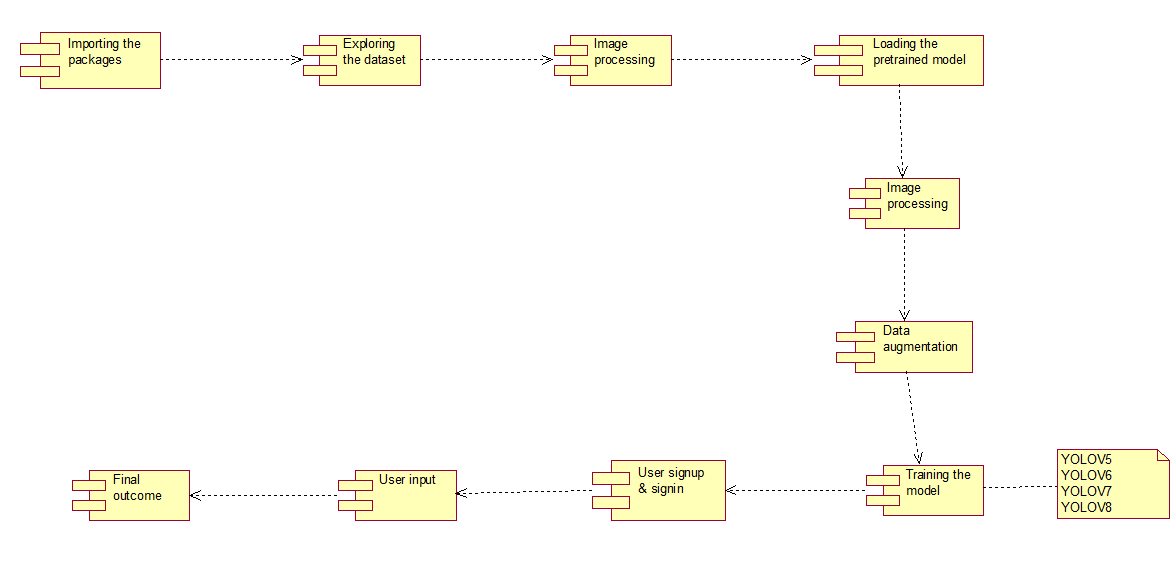 Importing the
packages
Exploring
the dataset
Image
processing
Loading the
pretrained model
Image
processing
Data
augmentation
Training the
model
YOLOV5
YOLOV6
YOLOV7
YOLOV8
User signup
& signin
User input
Final
outcome